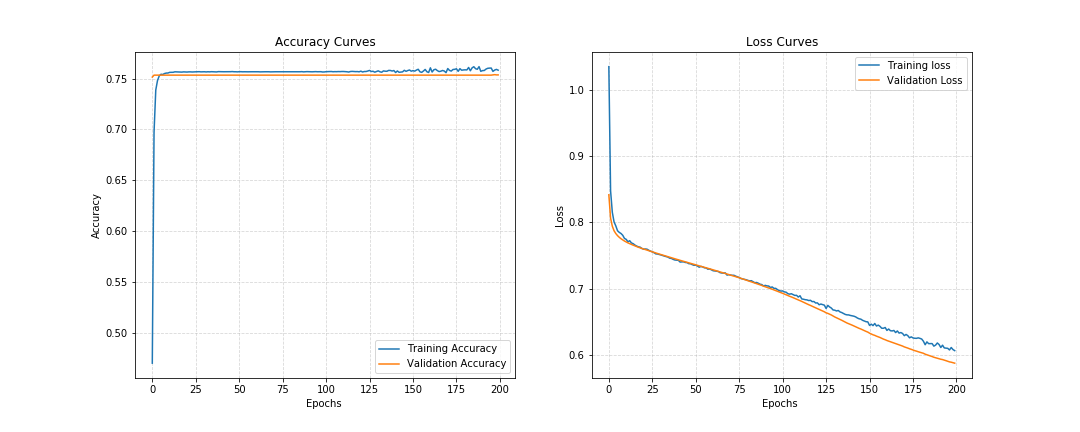 Accuracy Curves
Accuracy
0.75
0.70
0.65
0.60
0.55
0.50
0 25 50 75 100 125 150 175 200
Epochs
Training Accuracy
Validation Accuracy
Loss Curves
Loss
1.0
0.9
0.8
0.7
0.6
0 25 50 75 100 125 150 175 200
Epochs
Training loss
Validation Loss